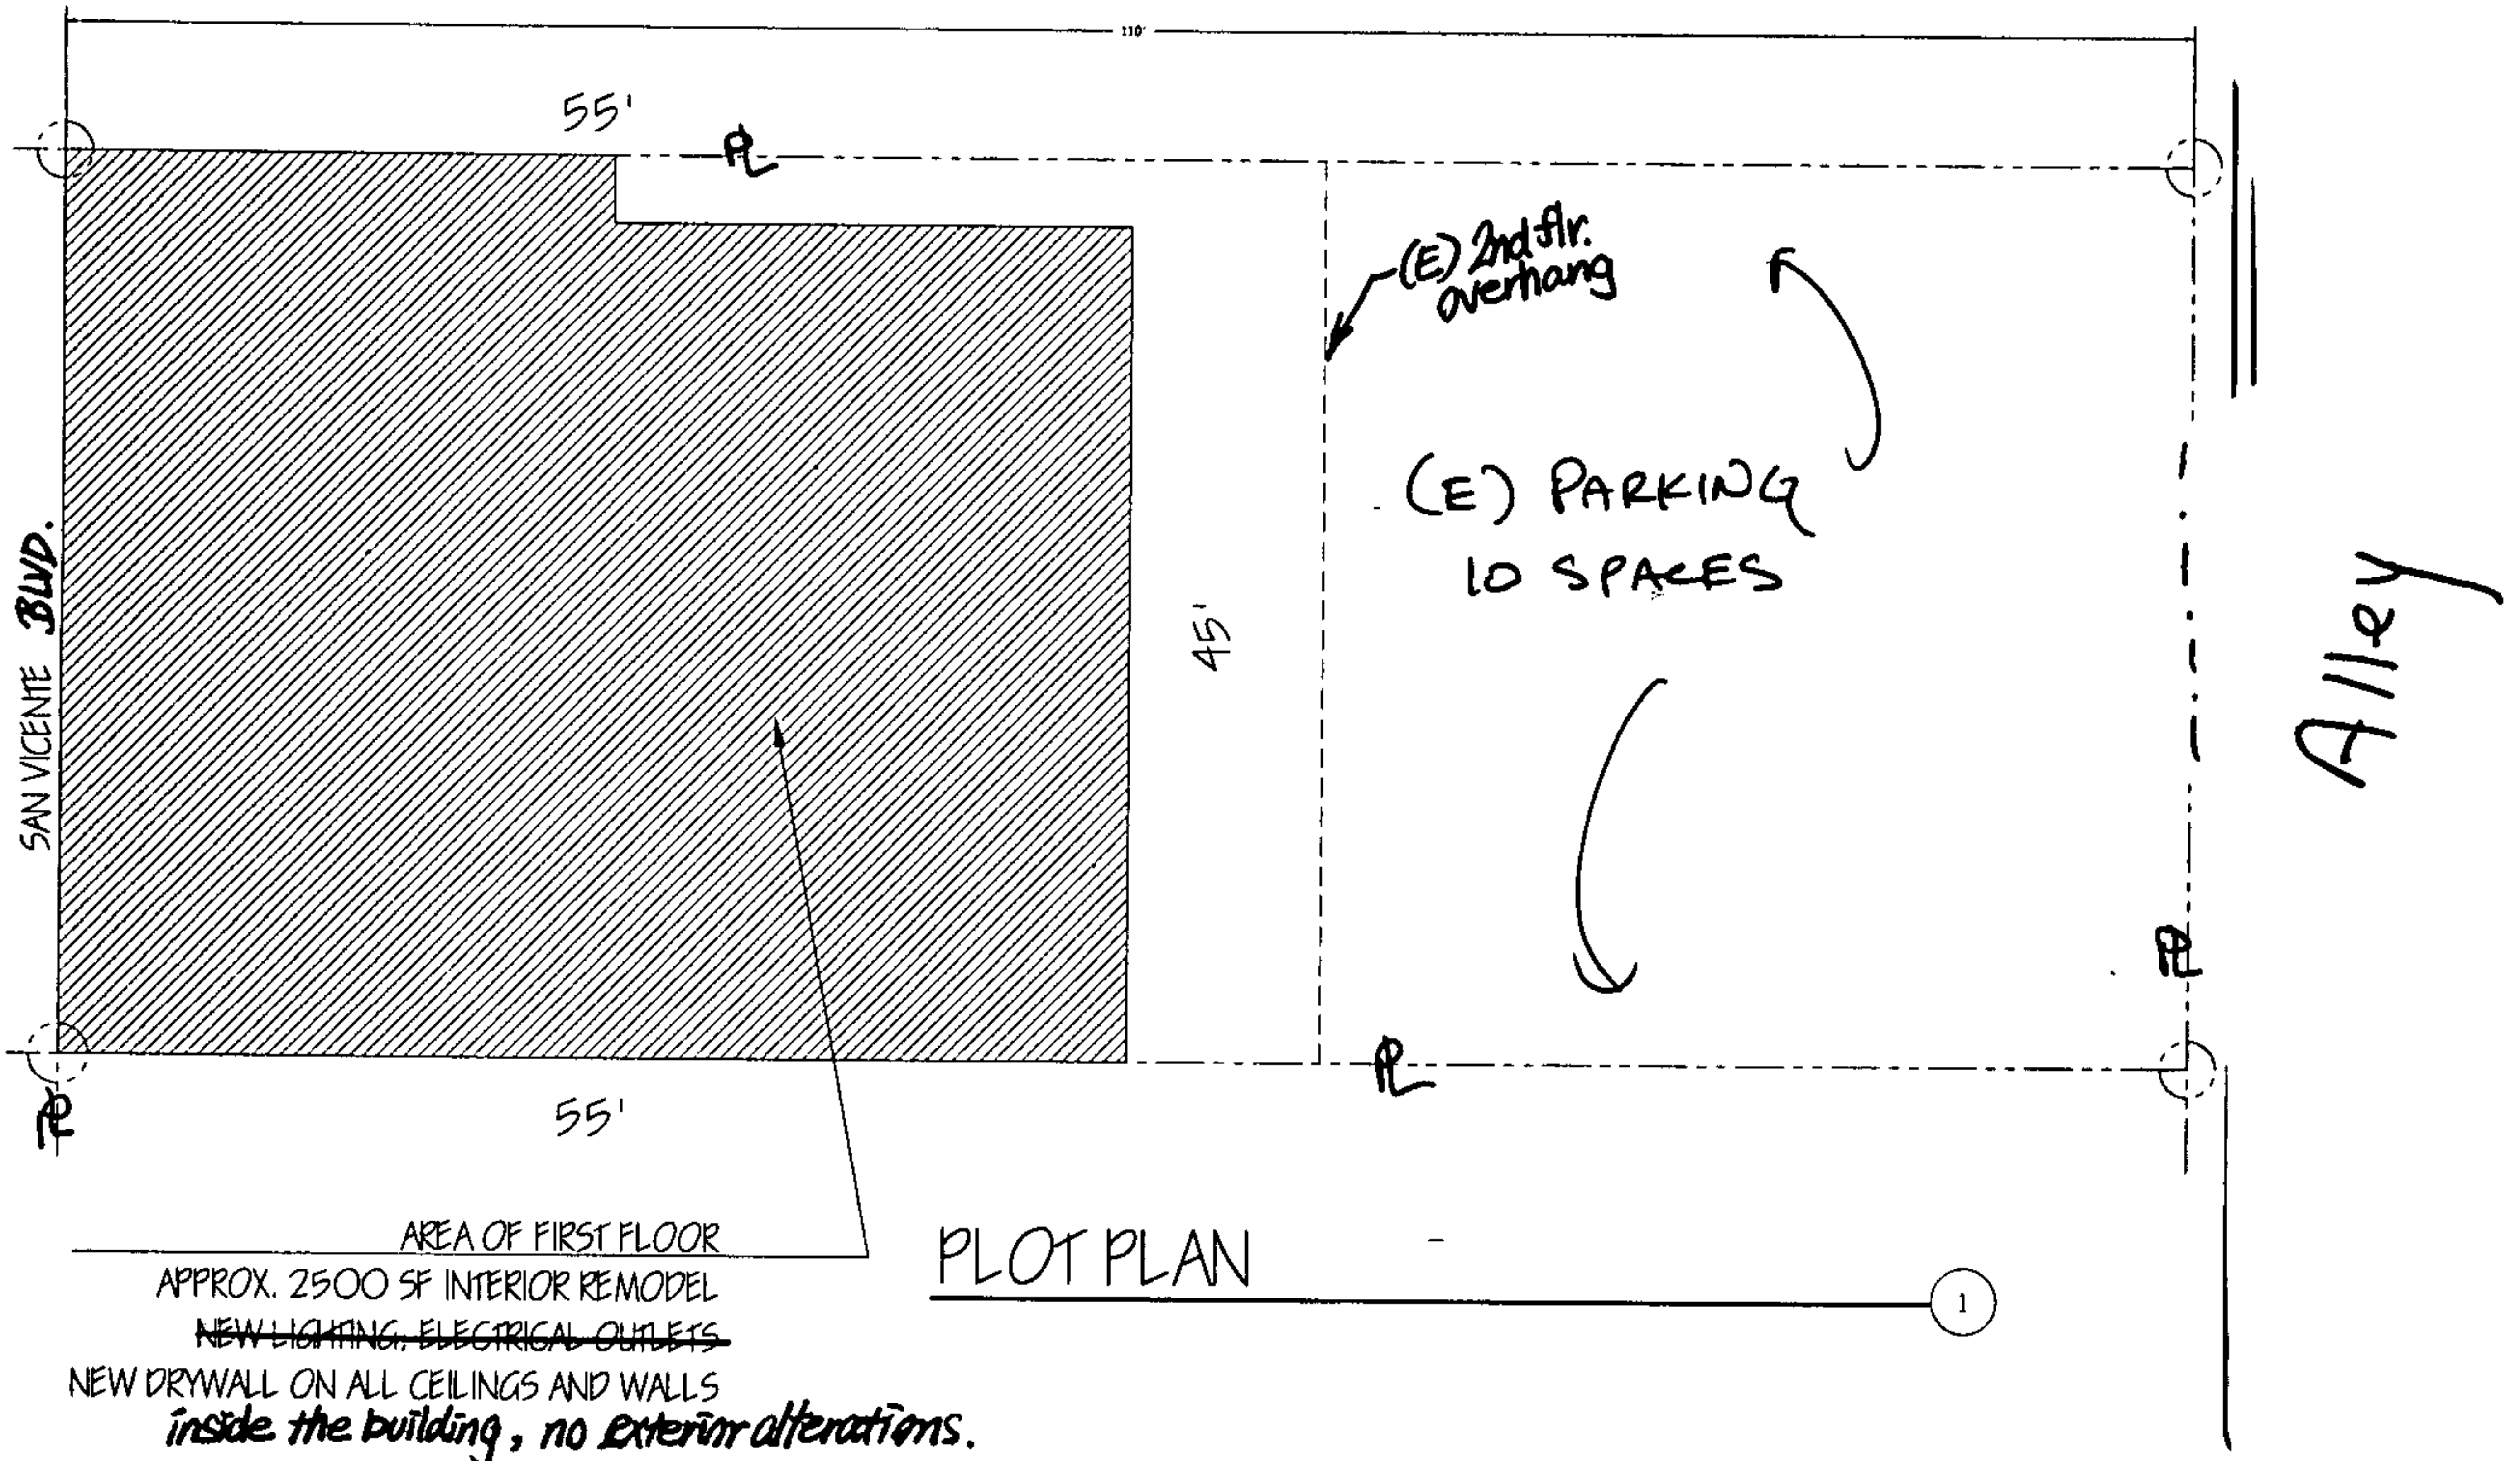 110'
55'
PL
(E) 2nd flr.
overhang
(E) PARKING
10 SPACES
SAN VICENTE BLVD.
45'
Alley
PL
PL
PL
55'
AREA OF FIRST FLOOR
APPROX. 2500 SF INTERIOR REMODEL
NEW LIGHTING, ELECTRICAL OUTLETS
NEW DRYWALL ON ALL CEILINGS AND WALLS
inside the building, no exterior alterations.
PLOT PLAN
1